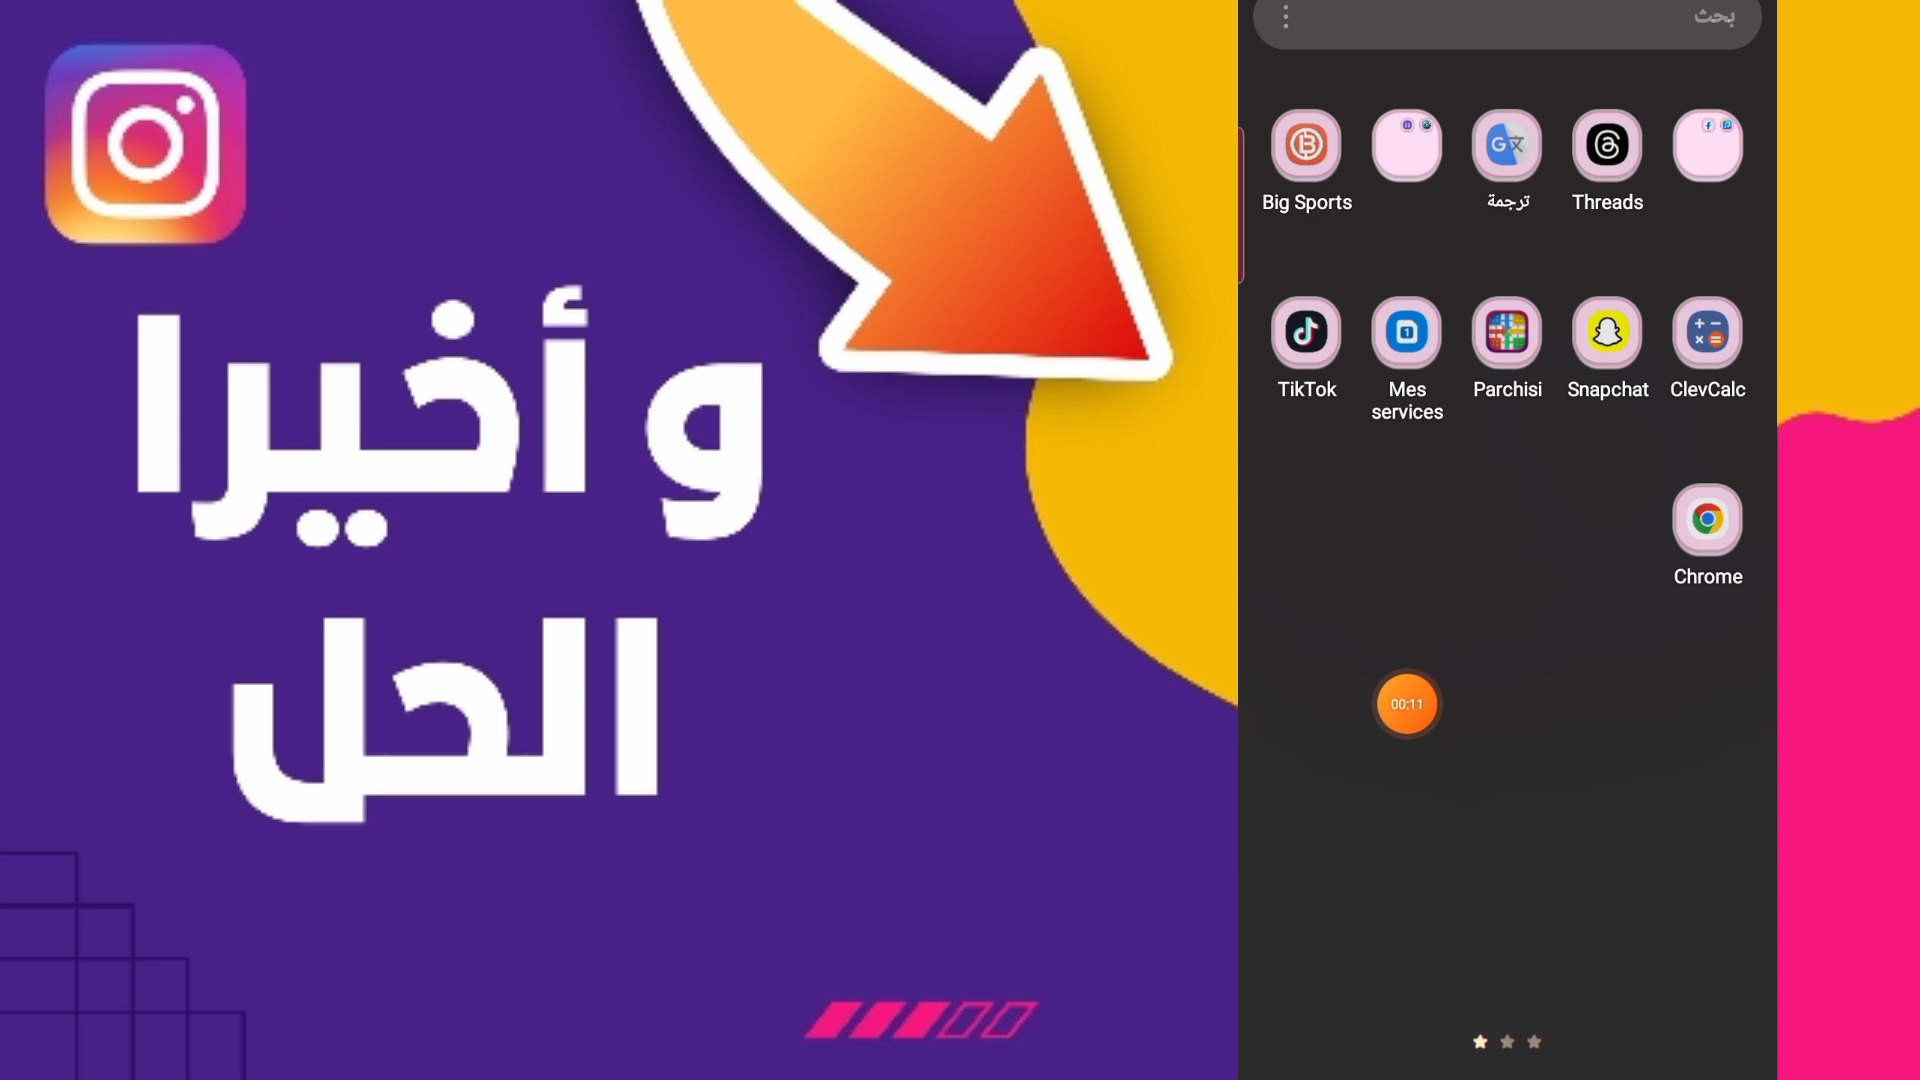 و أخيرا
الحل
بحث
Big Sports
ترجمة
Threads
TikTok
Mes services
Parchisi
Snapchat
ClevCalc
Chrome
00:11